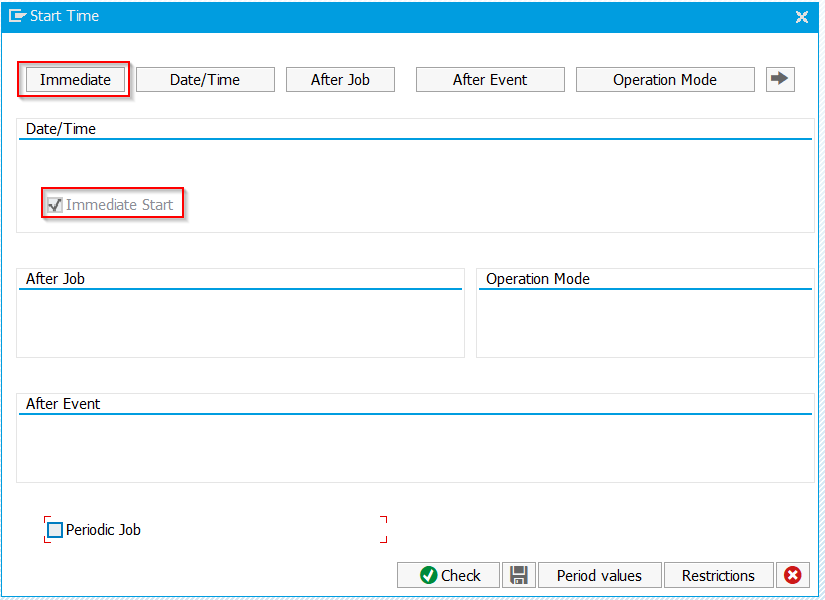 Start Time
Immediate Date/Time After Job After Event Operation Mode
Date/Time
Immediate Start
After Job Operation Mode
After Event
Periodic Job
Check Period values Restrictions